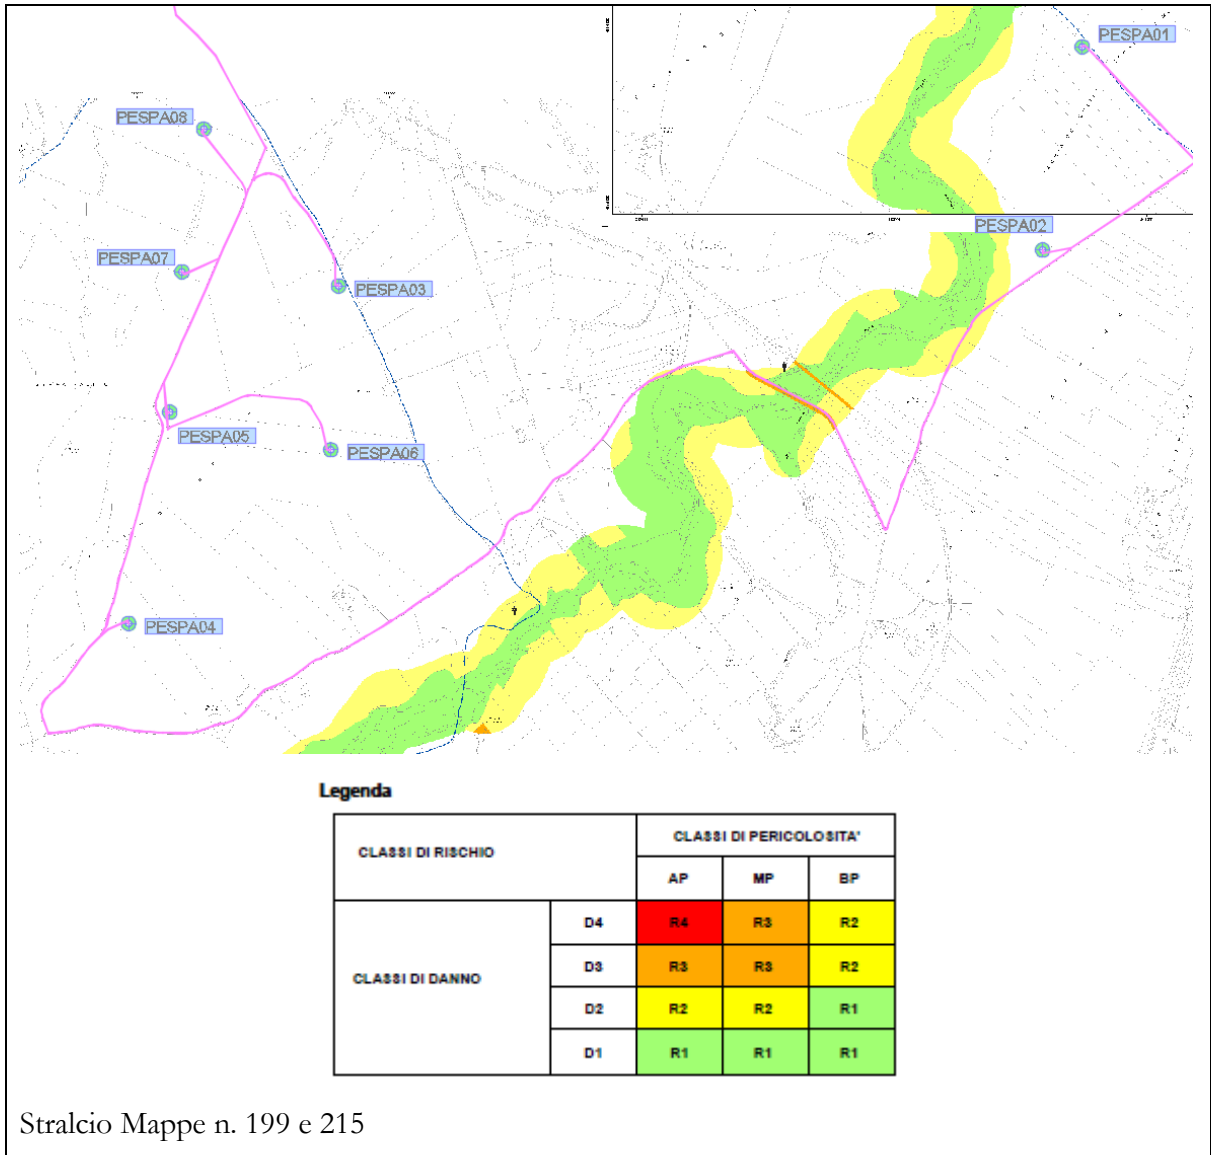 PESPA01
PESPA08
PESPA02
PESPA07
PESPA03
PESPA05
PESPA06
PESPA04
Legenda
CLASSI DI RISCHIO
CLASSI DI PERICOLOSITA'
AP MP BP
CLASSI DI DANNO
D4 R4 R3 R2
D3 R3 R3 R2
D2 R2 R2 R1
D1 R1 R1 R1
Stralcio Mappe n. 199 e 215